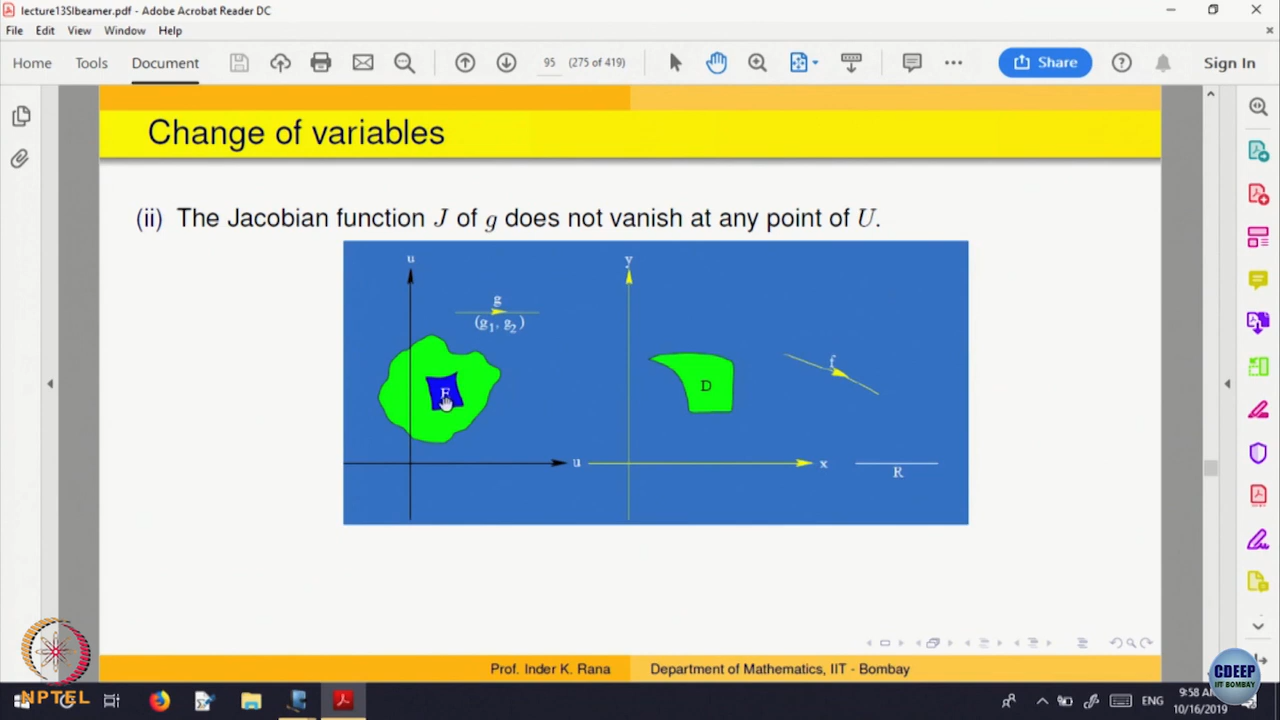 lecture13Slbeamer.pdf - Adobe Acrobat Reader DC
File Edit View Window Help
Home Tools Document 95 (275 of 419) Share Sign In
Change of variables
(ii) The Jacobian function J of g does not vanish at any point of U.
u
y
g
(g1, g2)
f
D
u
x
R
Prof. Inder K. Rana Department of Mathematics, IIT - Bombay
NPTEL
CDEEP
IIT BOMBAY
ENG
9:58
10/16/2019